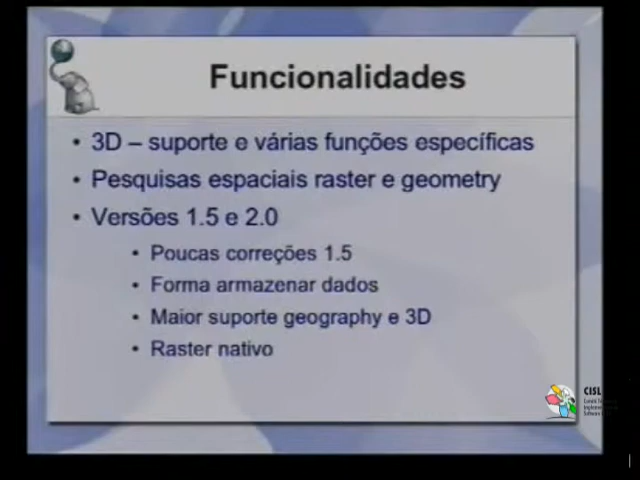 Funcionalidades
• 3D – suporte e várias funções específicas
• Pesquisas espaciais raster e geometry
• Versões 1.5 e 2.0
• Poucas correções 1.5
• Forma armazenar dados
• Maior suporte geography e 3D
• Raster nativo
CISL